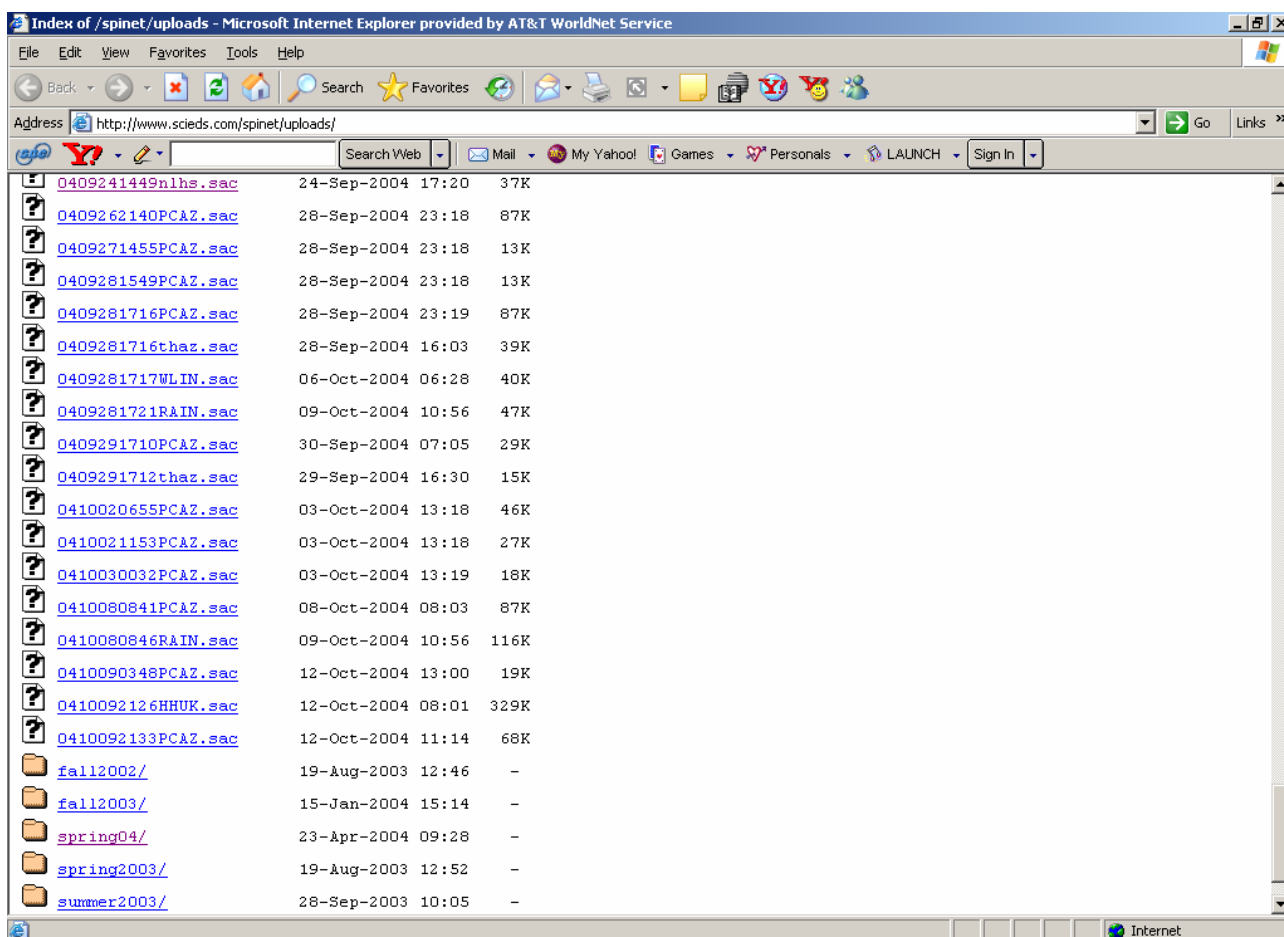 Index of /spinet/uploads - Microsoft Internet Explorer provided by AT&T WorldNet Service
File Edit View Favorites Tools Help
Back Search Favorites
Address http://www.scieds.com/spinet/uploads/ Go Links »
Y! Search Web Mail My Yahoo! Games Personals LAUNCH Sign In
0409241449nlhs.sac 24-Sep-2004 17:20 37K
0409262140PCAZ.sac 28-Sep-2004 23:18 87K
0409271455PCAZ.sac 28-Sep-2004 23:18 13K
0409281549PCAZ.sac 28-Sep-2004 23:18 13K
0409281716PCAZ.sac 28-Sep-2004 23:19 87K
0409281716thaz.sac 28-Sep-2004 16:03 39K
0409281717WLIN.sac 06-Oct-2004 06:28 40K
0409281721RAIN.sac 09-Oct-2004 10:56 47K
0409291710PCAZ.sac 30-Sep-2004 07:05 29K
0409291712thaz.sac 29-Sep-2004 16:30 15K
0410020655PCAZ.sac 03-Oct-2004 13:18 46K
0410021153PCAZ.sac 03-Oct-2004 13:18 27K
0410030032PCAZ.sac 03-Oct-2004 13:19 18K
0410080841PCAZ.sac 08-Oct-2004 08:03 87K
0410080846RAIN.sac 09-Oct-2004 10:56 116K
0410090348PCAZ.sac 12-Oct-2004 13:00 19K
0410092126HHUK.sac 12-Oct-2004 08:01 329K
0410092133PCAZ.sac 12-Oct-2004 11:14 68K
fall2002/ 19-Aug-2003 12:46 -
fall2003/ 15-Jan-2004 15:14 -
spring04/ 23-Apr-2004 09:28 -
spring2003/ 19-Aug-2003 12:52 -
summer2003/ 28-Sep-2003 10:05 -
Internet